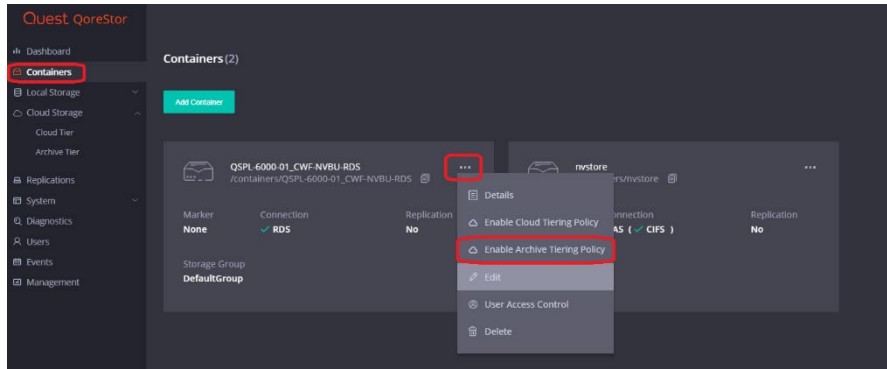 Quest QoreStor
Dashboard
Containers
Local Storage
Cloud Storage
Cloud Tier
Archive Tier
Replications
System
Diagnostics
Users
Events
Management
Containers (2)
Add Container
QSPL-6000-01_CWF-NVBU-RDS
/containers/QSPL-6000-01_CWF-NVBU-RDS
Marker
None
Connection
RDS
Replication
No
Storage Group
DefaultGroup
...
Details
Enable Cloud Tiering Policy
Enable Archive Tiering Policy
Edit
User Access Control
Delete
nvstore
ers/nvstore
...
onnection
AS ( CIFS )
Replication
No